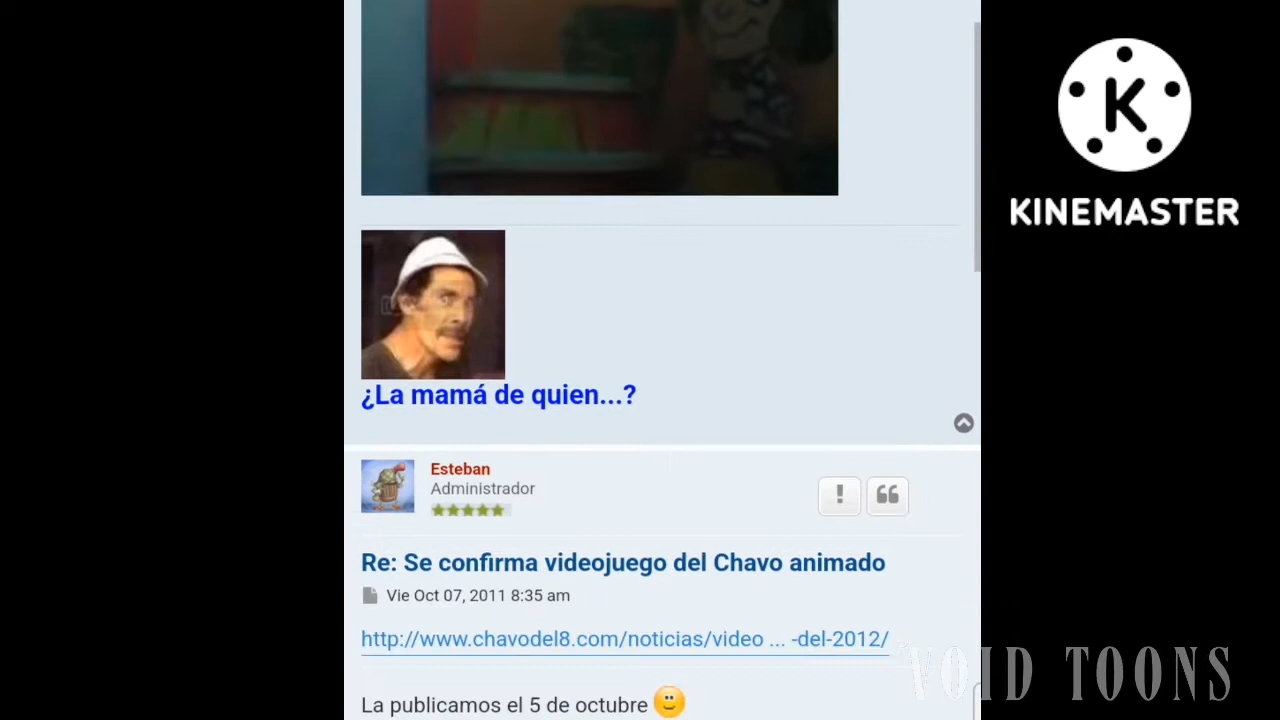 K
KINEMASTER
¿La mamá de quien...?
Esteban
Administrador
Re: Se confirma videojuego del Chavo animado
Vie Oct 07, 2011 8:35 am
http://www.chavodel8.com/noticias/video ... -del-2012/
La publicamos el 5 de octubre
VOID TOONS